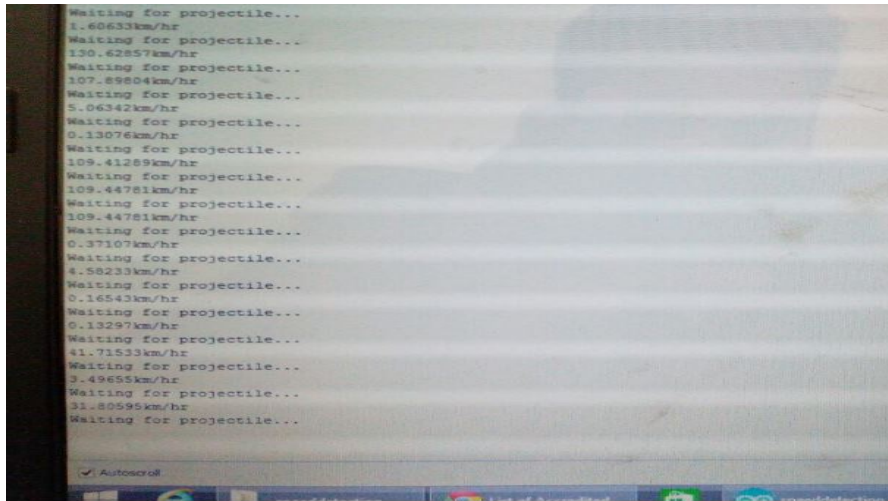 Waiting for projectile...
1.60633km/hr
Waiting for projectile...
130.62857km/hr
Waiting for projectile...
107.89804km/hr
Waiting for projectile...
5.06342km/hr
Waiting for projectile...
0.13076km/hr
Waiting for projectile...
109.41289km/hr
Waiting for projectile...
109.44781km/hr
Waiting for projectile...
109.44781km/hr
Waiting for projectile...
0.37107km/hr
Waiting for projectile...
4.58233km/hr
Waiting for projectile...
0.16543km/hr
Waiting for projectile...
0.13297km/hr
Waiting for projectile...
41.71533km/hr
Waiting for projectile...
3.49655km/hr
Waiting for projectile...
31.80595km/hr
Waiting for projectile...
Autoscroll
List of Accredited